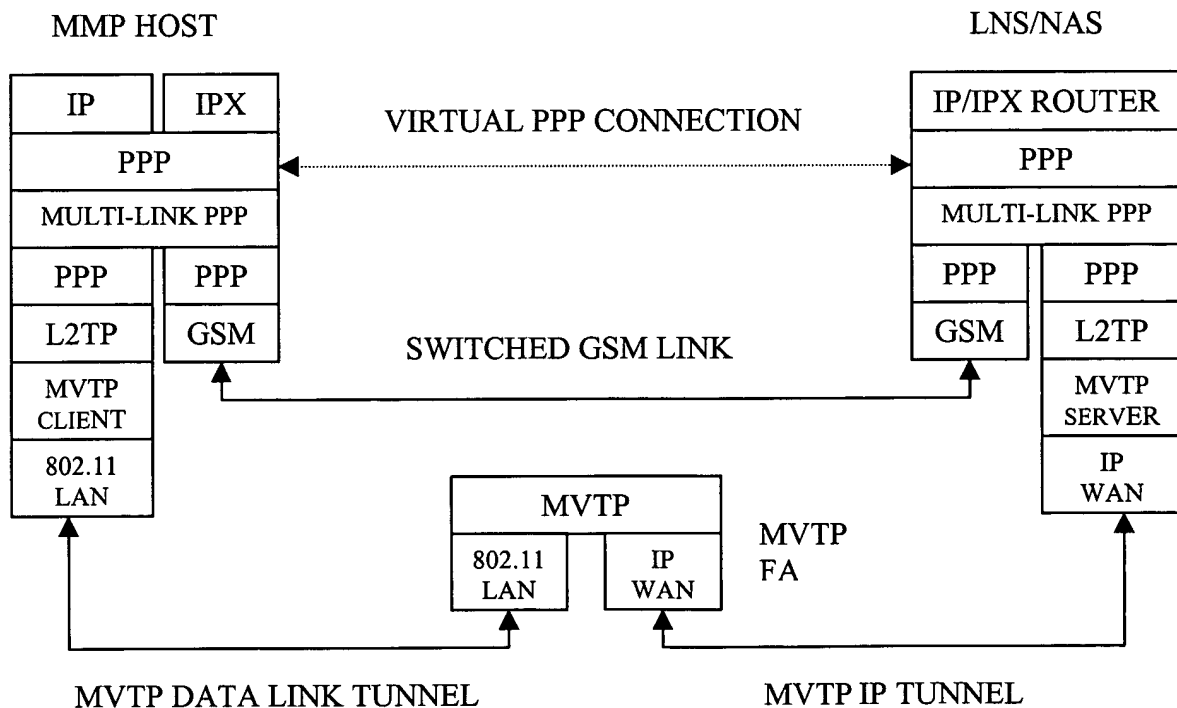 MMP HOST
LNS/NAS
IP
IPX
IP/IPX ROUTER
VIRTUAL PPP CONNECTION
PPP
PPP
MULTI-LINK PPP
MULTI-LINK PPP
PPP
PPP
PPP
PPP
L2TP
GSM
SWITCHED GSM LINK
GSM
L2TP
MVTP
CLIENT
MVTP
SERVER
802.11
LAN
IP
WAN
MVTP
802.11
LAN
IP
WAN
MVTP
FA
MVTP DATA LINK TUNNEL
MVTP IP TUNNEL